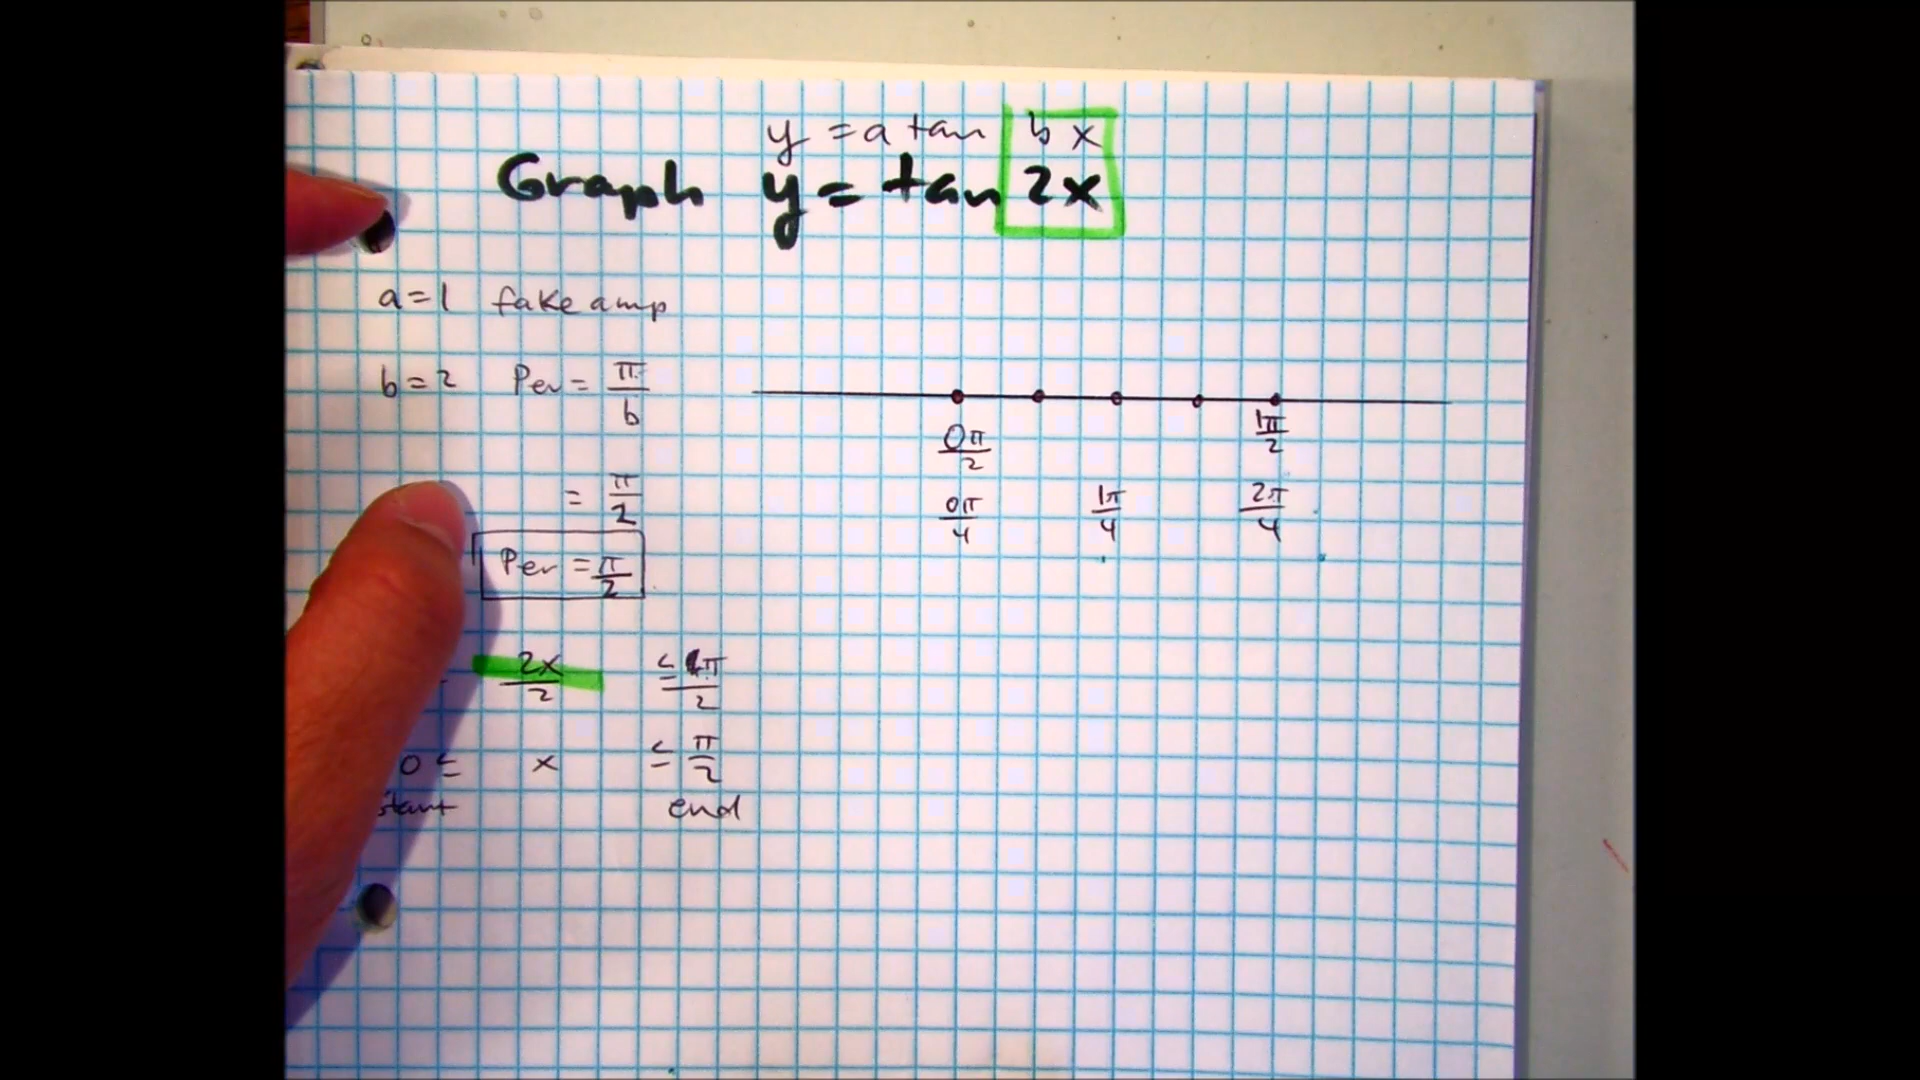 y = a tan bx
Graph y = tan 2x
a=1 fake amp
b=2 Per = π/b
= π/2
Per = π/2
0π/2 1π/2
0π/4 1π/4 2π/4
2x/2 ≤ π/2
0 ≤ x ≤ π/2
start end